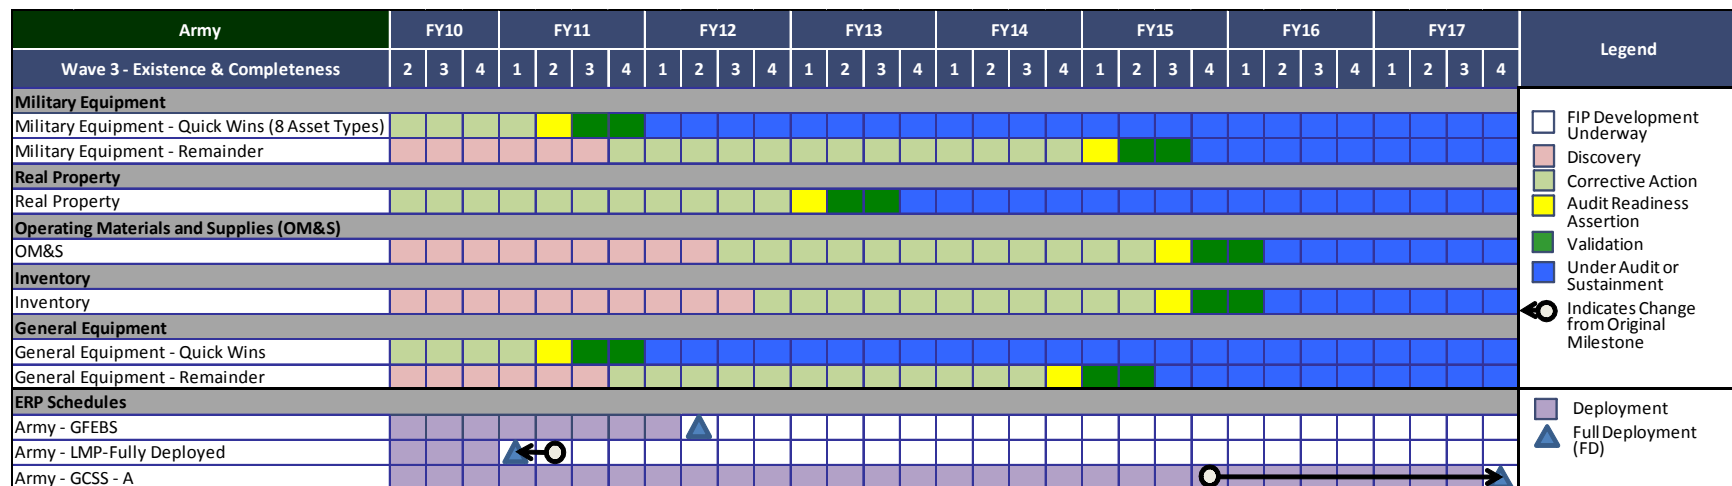 Army FY10 FY11 FY12 FY13 FY14 FY15 FY16 FY17 Legend
Wave 3 - Existence & Completeness 2 3 4 1 2 3 4 1 2 3 4 1 2 3 4 1 2 3 4 1 2 3 4 1 2 3 4 1 2 3 4
Military Equipment
Military Equipment - Quick Wins (8 Asset Types)
Military Equipment - Remainder
Real Property
Real Property
Operating Materials and Supplies (OM&S)
OM&S
Inventory
Inventory
General Equipment
General Equipment - Quick Wins
General Equipment - Remainder
ERP Schedules
Army - GFEBS
Army - LMP-Fully Deployed
Army - GCSS - A
FIP Development
Underway
Discovery
Corrective Action
Audit Readiness
Assertion
Validation
Under Audit or
Sustainment
Indicates Change
from Original
Milestone
Deployment
Full Deployment
(FD)